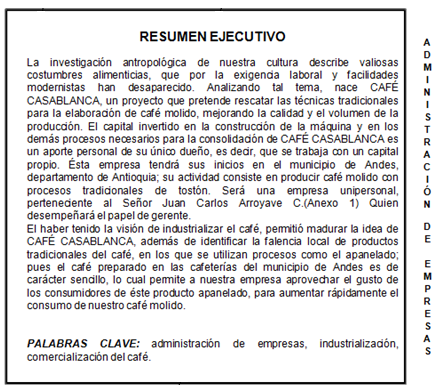 RESUMEN EJECUTIVO
La investigación antropológica de nuestra cultura describe valiosas
costumbres alimenticias, que por la exigencia laboral y facilidades
modernistas han desaparecido. Analizando tal tema, nace CAFÉ
CASABLANCA, un proyecto que pretende rescatar las técnicas tradicionales
para la elaboración de café molido, mejorando la calidad y el volumen de la
producción. El capital invertido en la construcción de la máquina y en los
demás procesos necesarios para la consolidación de CAFÉ CASABLANCA es
un aporte personal de su único dueño, es decir, que se trabaja con un capital
propio. Ésta empresa tendrá sus inicios en el municipio de Andes,
departamento de Antioquia; su actividad consiste en producir café molido con
procesos tradicionales de tostón. Será una empresa unipersonal,
perteneciente al Señor Juan Carlos Arroyave C.(Anexo 1) Quien
desempeñará el papel de gerente.
El haber tenido la visión de industrializar el café, permitió madurar la idea de
CAFÉ CASABLANCA, además de identificar la falencia local de productos
tradicionales del café, en los que se utilizan procesos como el apanelado;
pues el café preparado en las cafeterías del municipio de Andes es de
carácter sencillo, lo cual permite a nuestra empresa aprovechar el gusto de
los consumidores de éste producto apanelado, para aumentar rápidamente el
consumo de nuestro café molido.
PALABRAS CLAVE: administración de empresas, industrialización,
comercialización del café.
ADMINISTRACIÓN DE EMPRESAS